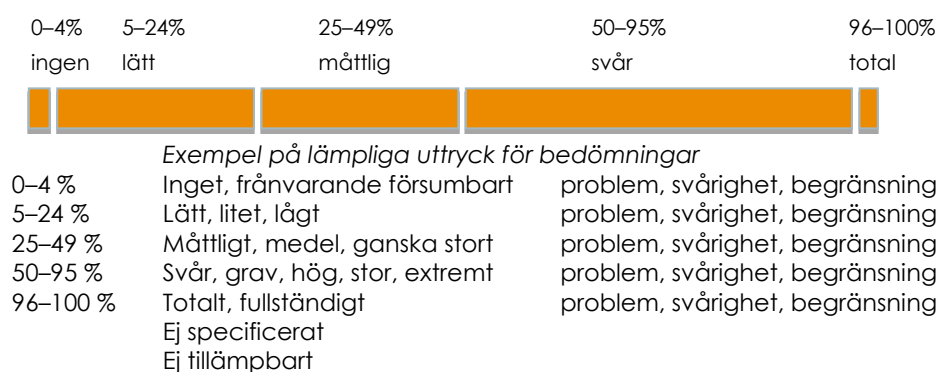 0–4% 5–24% 25–49% 50–95% 96–100%
ingen lätt måttlig svår total
Exempel på lämpliga uttryck för bedömningar
0–4 % Inget, frånvarande försumbart problem, svårighet, begränsning
5–24 % Lätt, litet, lågt problem, svårighet, begränsning
25–49 % Måttligt, medel, ganska stort problem, svårighet, begränsning
50–95 % Svår, grav, hög, stor, extremt problem, svårighet, begränsning
96–100 % Totalt, fullständigt problem, svårighet, begränsning
Ej specificerat
Ej tillämpbart